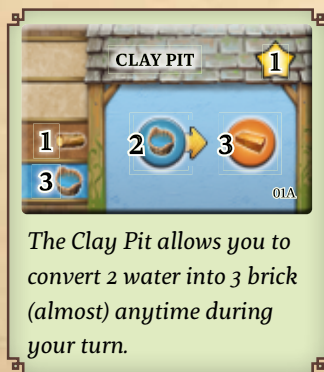 CLAY PIT 1
1
2 3
3
01A
The Clay Pit allows you to
convert 2 water into 3 brick
(almost) anytime during
your turn.